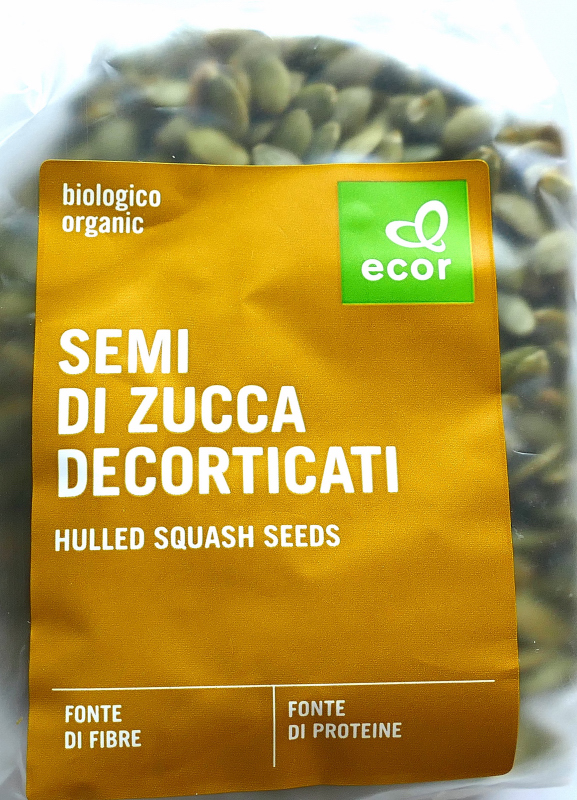 biologico
organic
ecor
SEMI
DI ZUCCA
DECORTICATI
HULLED SQUASH SEEDS
FONTE
DI FIBRE
FONTE
DI PROTEINE